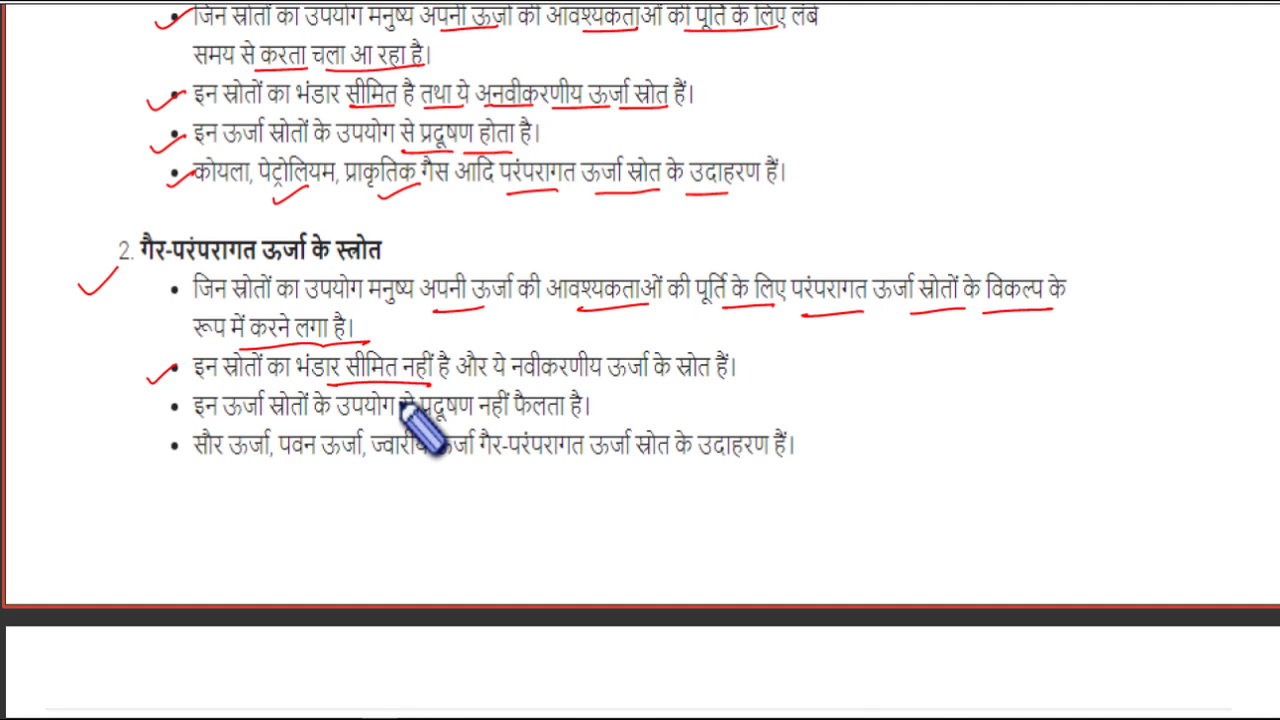 जिन स्रोतों का उपयोग मनुष्य अपनी ऊर्जा की आवश्यकताओं की पूर्ति के लिए लंबे
समय से करता चला आ रहा है।
इन स्रोतों का भंडार सीमित है तथा ये अनवीकरणीय ऊर्जा स्रोत हैं।
इन ऊर्जा स्रोतों के उपयोग से प्रदूषण होता है।
कोयला, पेट्रोलियम, प्राकृतिक गैस आदि परंपरागत ऊर्जा स्रोत के उदाहरण हैं।
2. गैर-परंपरागत ऊर्जा के स्त्रोत
जिन स्रोतों का उपयोग मनुष्य अपनी ऊर्जा की आवश्यकताओं की पूर्ति के लिए परंपरागत ऊर्जा स्रोतों के विकल्प के
रूप में करने लगा है।
इन स्रोतों का भंडार सीमित नहीं है और ये नवीकरणीय ऊर्जा के स्रोत हैं।
इन ऊर्जा स्रोतों के उपयोग से प्रदूषण नहीं फैलता है।
सौर ऊर्जा, पवन ऊर्जा, ज्वारीय ऊर्जा गैर-परंपरागत ऊर्जा स्रोत के उदाहरण हैं।